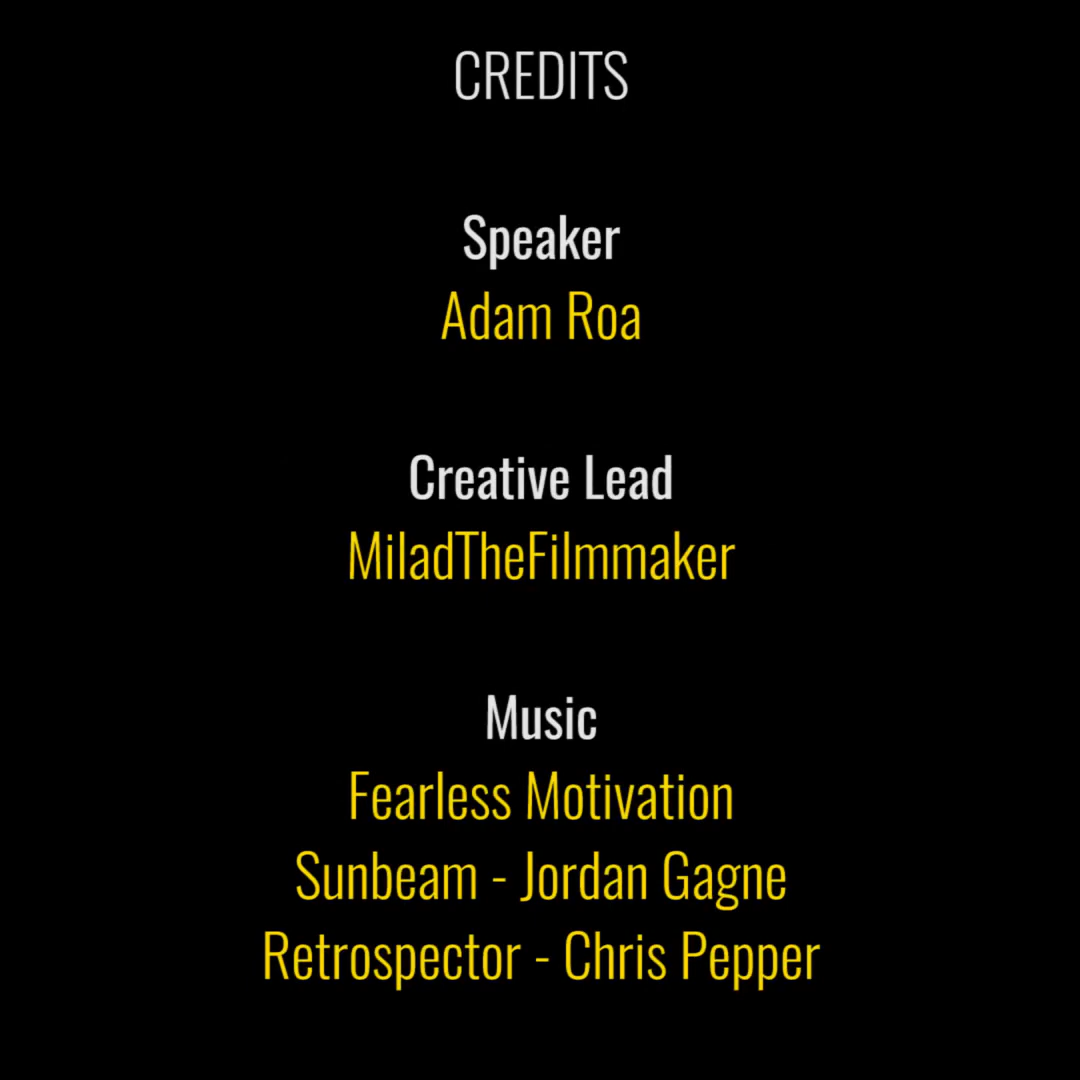 CREDITS
Speaker
Adam Roa
Creative Lead
MiladTheFilmmaker
Music
Fearless Motivation
Sunbeam - Jordan Gagne
Retrospector - Chris Pepper